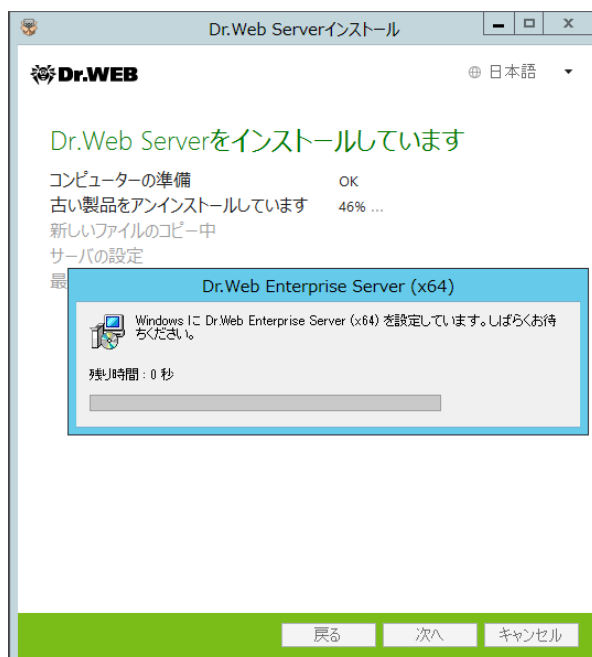 Dr.Web Serverインストール
Dr.WEB
日本語
Dr.Web Serverをインストールしています
コンピューターの準備 OK
古い製品をアンインストールしています 46% ...
新しいファイルのコピー中
サーバの設定
最
Dr.Web Enterprise Server (x64)
Windows に Dr.Web Enterprise Server (x64) を設定しています。しばらくお待
ちください。
残り時間 : 0 秒
戻る 次へ キャンセル